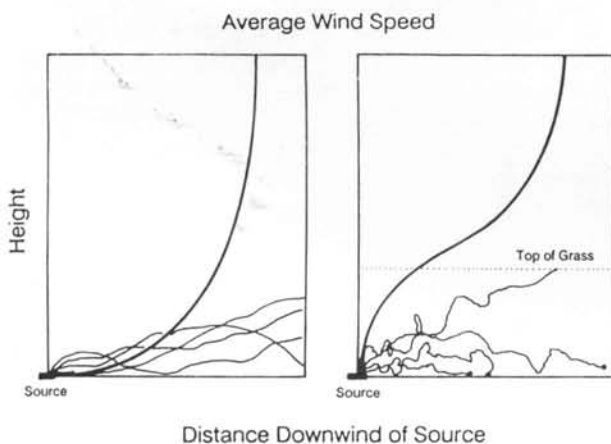 Average Wind Speed
Height
Top of Grass
Source
Source
Distance Downwind of Source